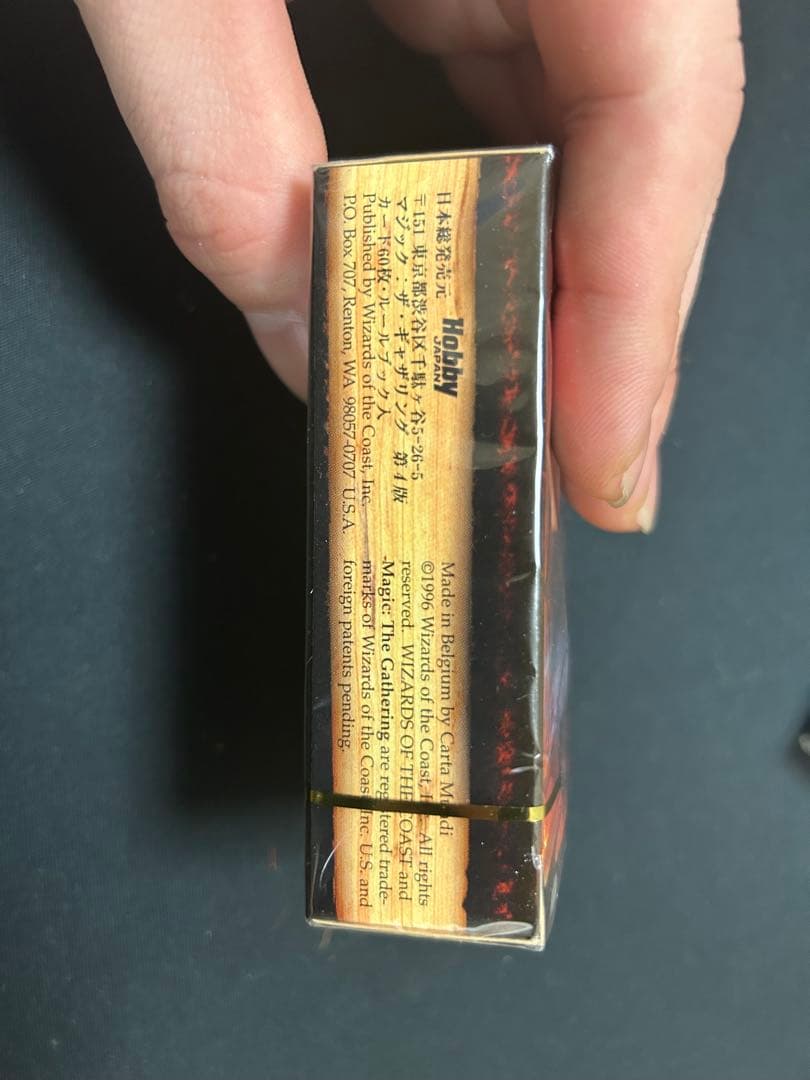 日本総発売元 Hobby JAPAN
〒151 東京都渋谷区千駄ヶ谷5-26-5
マジック：ザ・ギャザリング 第4版
カード60枚・ルールブック入
Published by Wizards of the Coast, Inc.
P.O. Box 707, Renton, WA 98057-0707 U.S.A.
Made in Belgium by Carta Mundi
©1996 Wizards of the Coast, All rights
reserved. WIZARDS OF THE COAST and
-Magic: The Gathering are registered trade-
marks of Wizards of the Coast Inc. U.S. and
foreign patents pending.